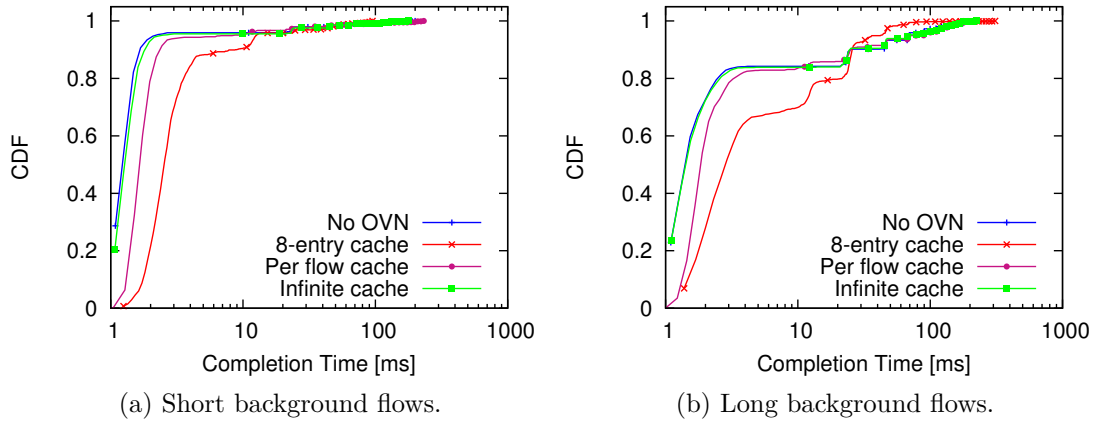 1
0.8
0.6
0.4
0.2
0
CDF
No OVN
8-entry cache
Per flow cache
Infinite cache
1 10 100 1000
Completion Time [ms]
(a) Short background flows.
1
0.8
0.6
0.4
0.2
0
CDF
No OVN
8-entry cache
Per flow cache
Infinite cache
1 10 100 1000
Completion Time [ms]
(b) Long background flows.